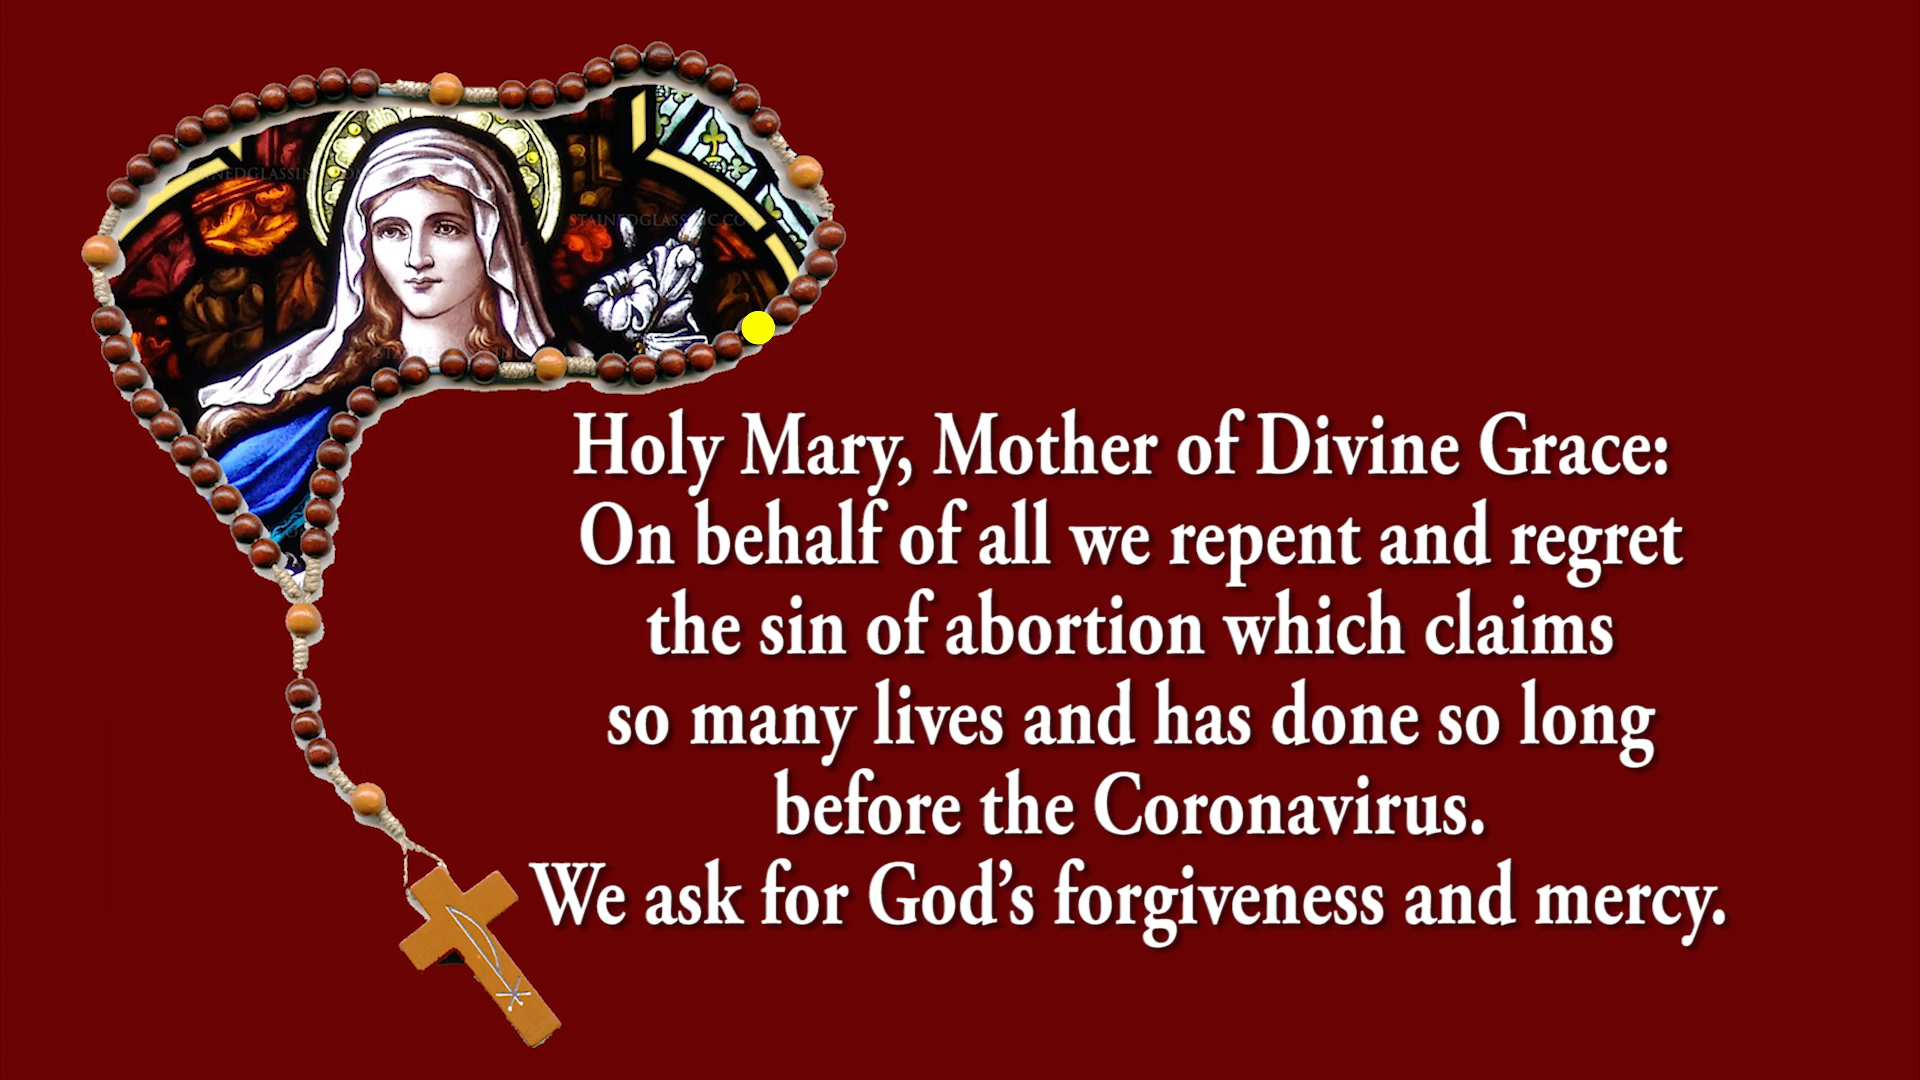 Holy Mary, Mother of Divine Grace:
On behalf of all we repent and regret
the sin of abortion which claims
so many lives and has done so long
before the Coronavirus.
We ask for God’s forgiveness and mercy.